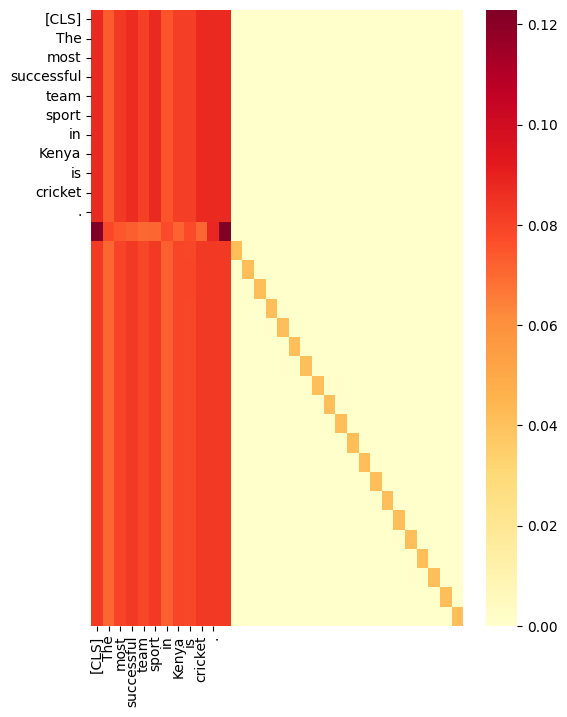 [CLS]
The
most
successful
team
sport
in
Kenya
is
cricket
.
0.12
0.10
0.08
0.06
0.04
0.02
0.00
[CLS]
The
most
successful
team
sport
in
Kenya
is
cricket
.